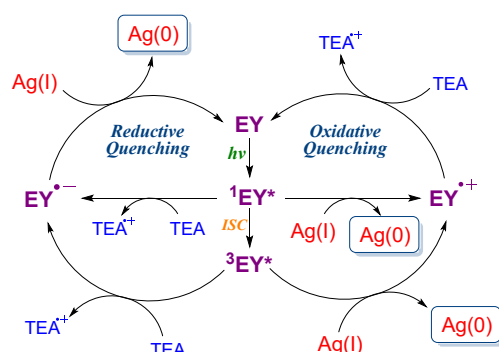 Ag(0)
TEA•+
Ag(I)
TEA
EY
Reductive
Quenching
Oxidative
Quenching
hν
EY•−
¹EY*
EY•+
TEA•+
TEA
ISC
Ag(I)
Ag(0)
³EY*
TEA•+
TEA
Ag(I)
Ag(0)